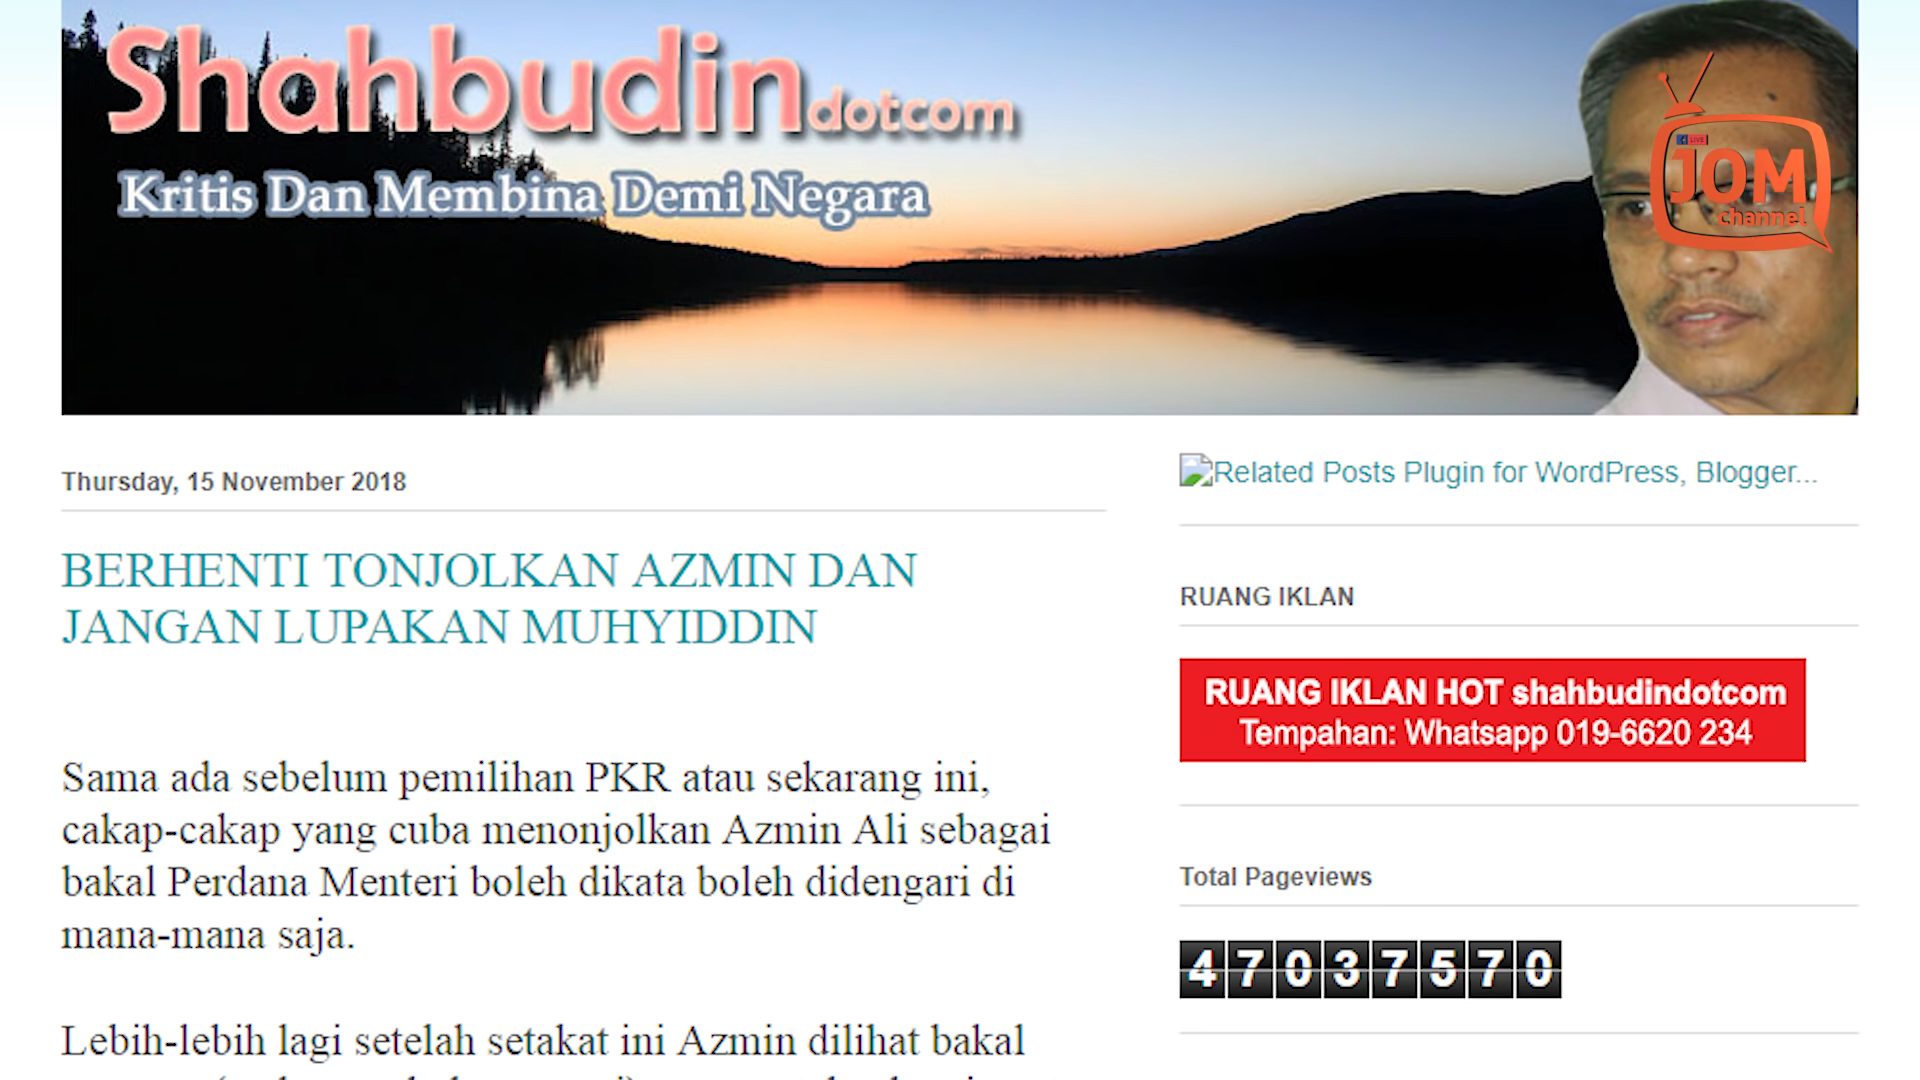 Shahbudindotcom
Kritis Dan Membina Demi Negara
LIVE
JOM
channel
Thursday, 15 November 2018
BERHENTI TONJOLKAN AZMIN DAN
JANGAN LUPAKAN MUHYIDDIN
Sama ada sebelum pemilihan PKR atau sekarang ini,
cakap-cakap yang cuba menonjolkan Azmin Ali sebagai
bakal Perdana Menteri boleh dikata boleh didengari di
mana-mana saja.
Lebih-lebih lagi setelah setakat ini Azmin dilihat bakal
Related Posts Plugin for WordPress, Blogger...
RUANG IKLAN
RUANG IKLAN HOT shahbudindotcom
Tempahan: Whatsapp 019-6620 234
Total Pageviews
47037570